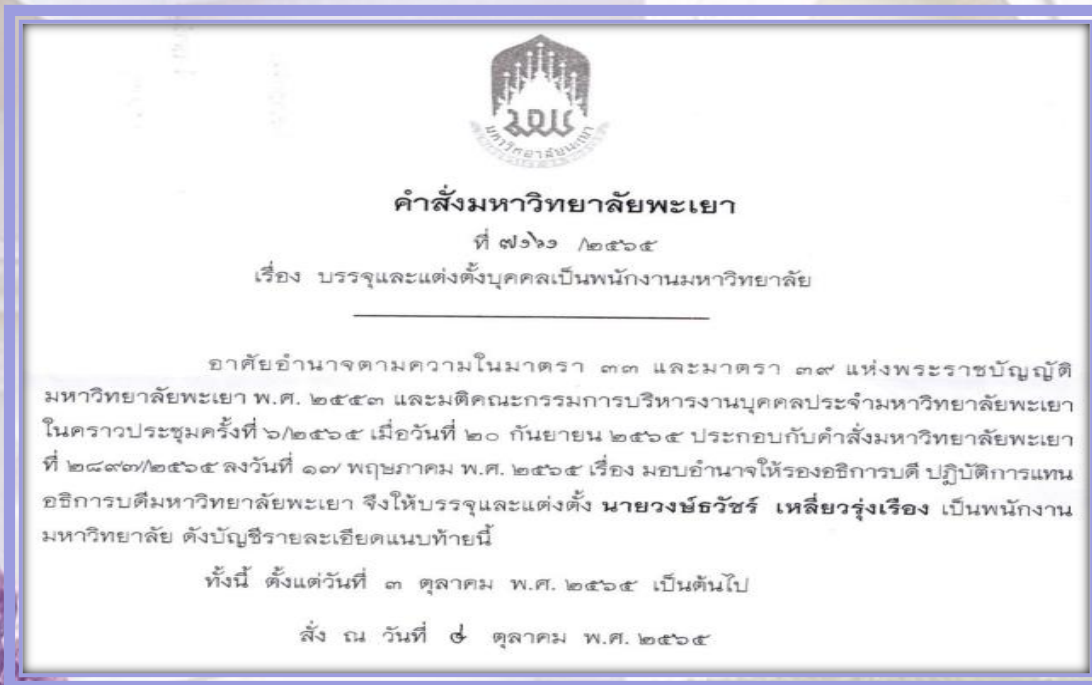 มหาวิทยาลัยพะเยา
คำสั่งมหาวิทยาลัยพะเยา
ที่ /๒๕๖๕
เรื่อง บรรจุและแต่งตั้งบุคคลเป็นพนักงานมหาวิทยาลัย
อาศัยอำนาจตามความในมาตรา ๓๓ และมาตรา ๓๙ แห่งพระราชบัญญัติ
มหาวิทยาลัยพะเยา พ.ศ. ๒๕๕๓ และมติคณะกรรมการบริหารงานบุคคลประจำมหาวิทยาลัยพะเยา
ในคราวประชุมครั้งที่ ๖/๒๕๖๕ เมื่อวันที่ ๒๐ กันยายน ๒๕๖๕ ประกอบกับคำสั่งมหาวิทยาลัยพะเยา
ที่ ๒๘๙๓/๒๕๖๕ ลงวันที่ ๑๗ พฤษภาคม พ.ศ. ๒๕๖๕ เรื่อง มอบอำนาจให้รองอธิการบดี ปฏิบัติการแทน
อธิการบดีมหาวิทยาลัยพะเยา จึงให้บรรจุและแต่งตั้ง นายวงษ์ธวัชร์ เหลี่ยวรุ่งเรือง เป็นพนักงาน
มหาวิทยาลัย ดังบัญชีรายละเอียดแนบท้ายนี้
ทั้งนี้ ตั้งแต่วันที่ ๓ ตุลาคม พ.ศ. ๒๕๖๕ เป็นต้นไป
สั่ง ณ วันที่ ตุลาคม พ.ศ. ๒๕๖๕